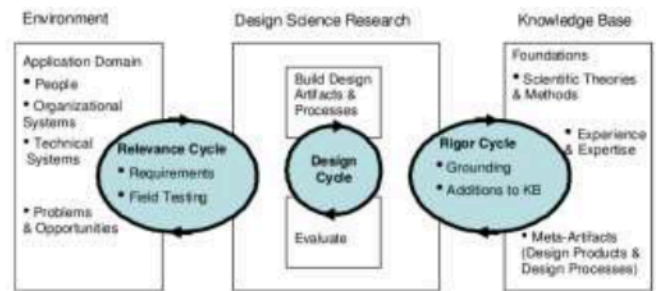 Environment
Design Science Research
Knowledge Base
Application Domain
• People
• Organizational
Systems
• Technical
Systems
• Problems
& Opportunities
Relevance Cycle
• Requirements
• Field Testing
Build Design
Artifacts &
Processes
Design
Cycle
Evaluate
Rigor Cycle
• Grounding
• Additions to KB
Foundations
• Scientific Theories
& Methods
• Experience
& Expertise
• Meta-Artifacts
(Design Products &
Design Processes)